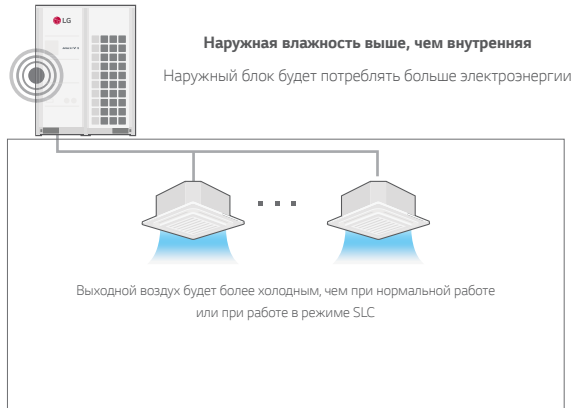 LG
Наружная влажность выше, чем внутренняя
Наружный блок будет потреблять больше электроэнергии
Выходной воздух будет более холодным, чем при нормальной работе
или при работе в режиме SLC